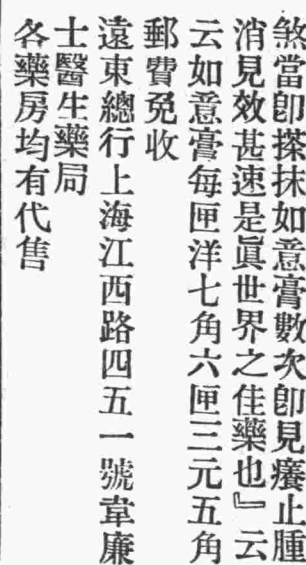 煞當卽搽抹如意膏數次卽見癢止腫
消見效甚速是眞世界之佳藥也』云
云如意膏每匣洋七角六匣三元五角
郵費免收
遠東總行上海江西路四五一號韋廉
士醫生藥局
各藥房均有代售